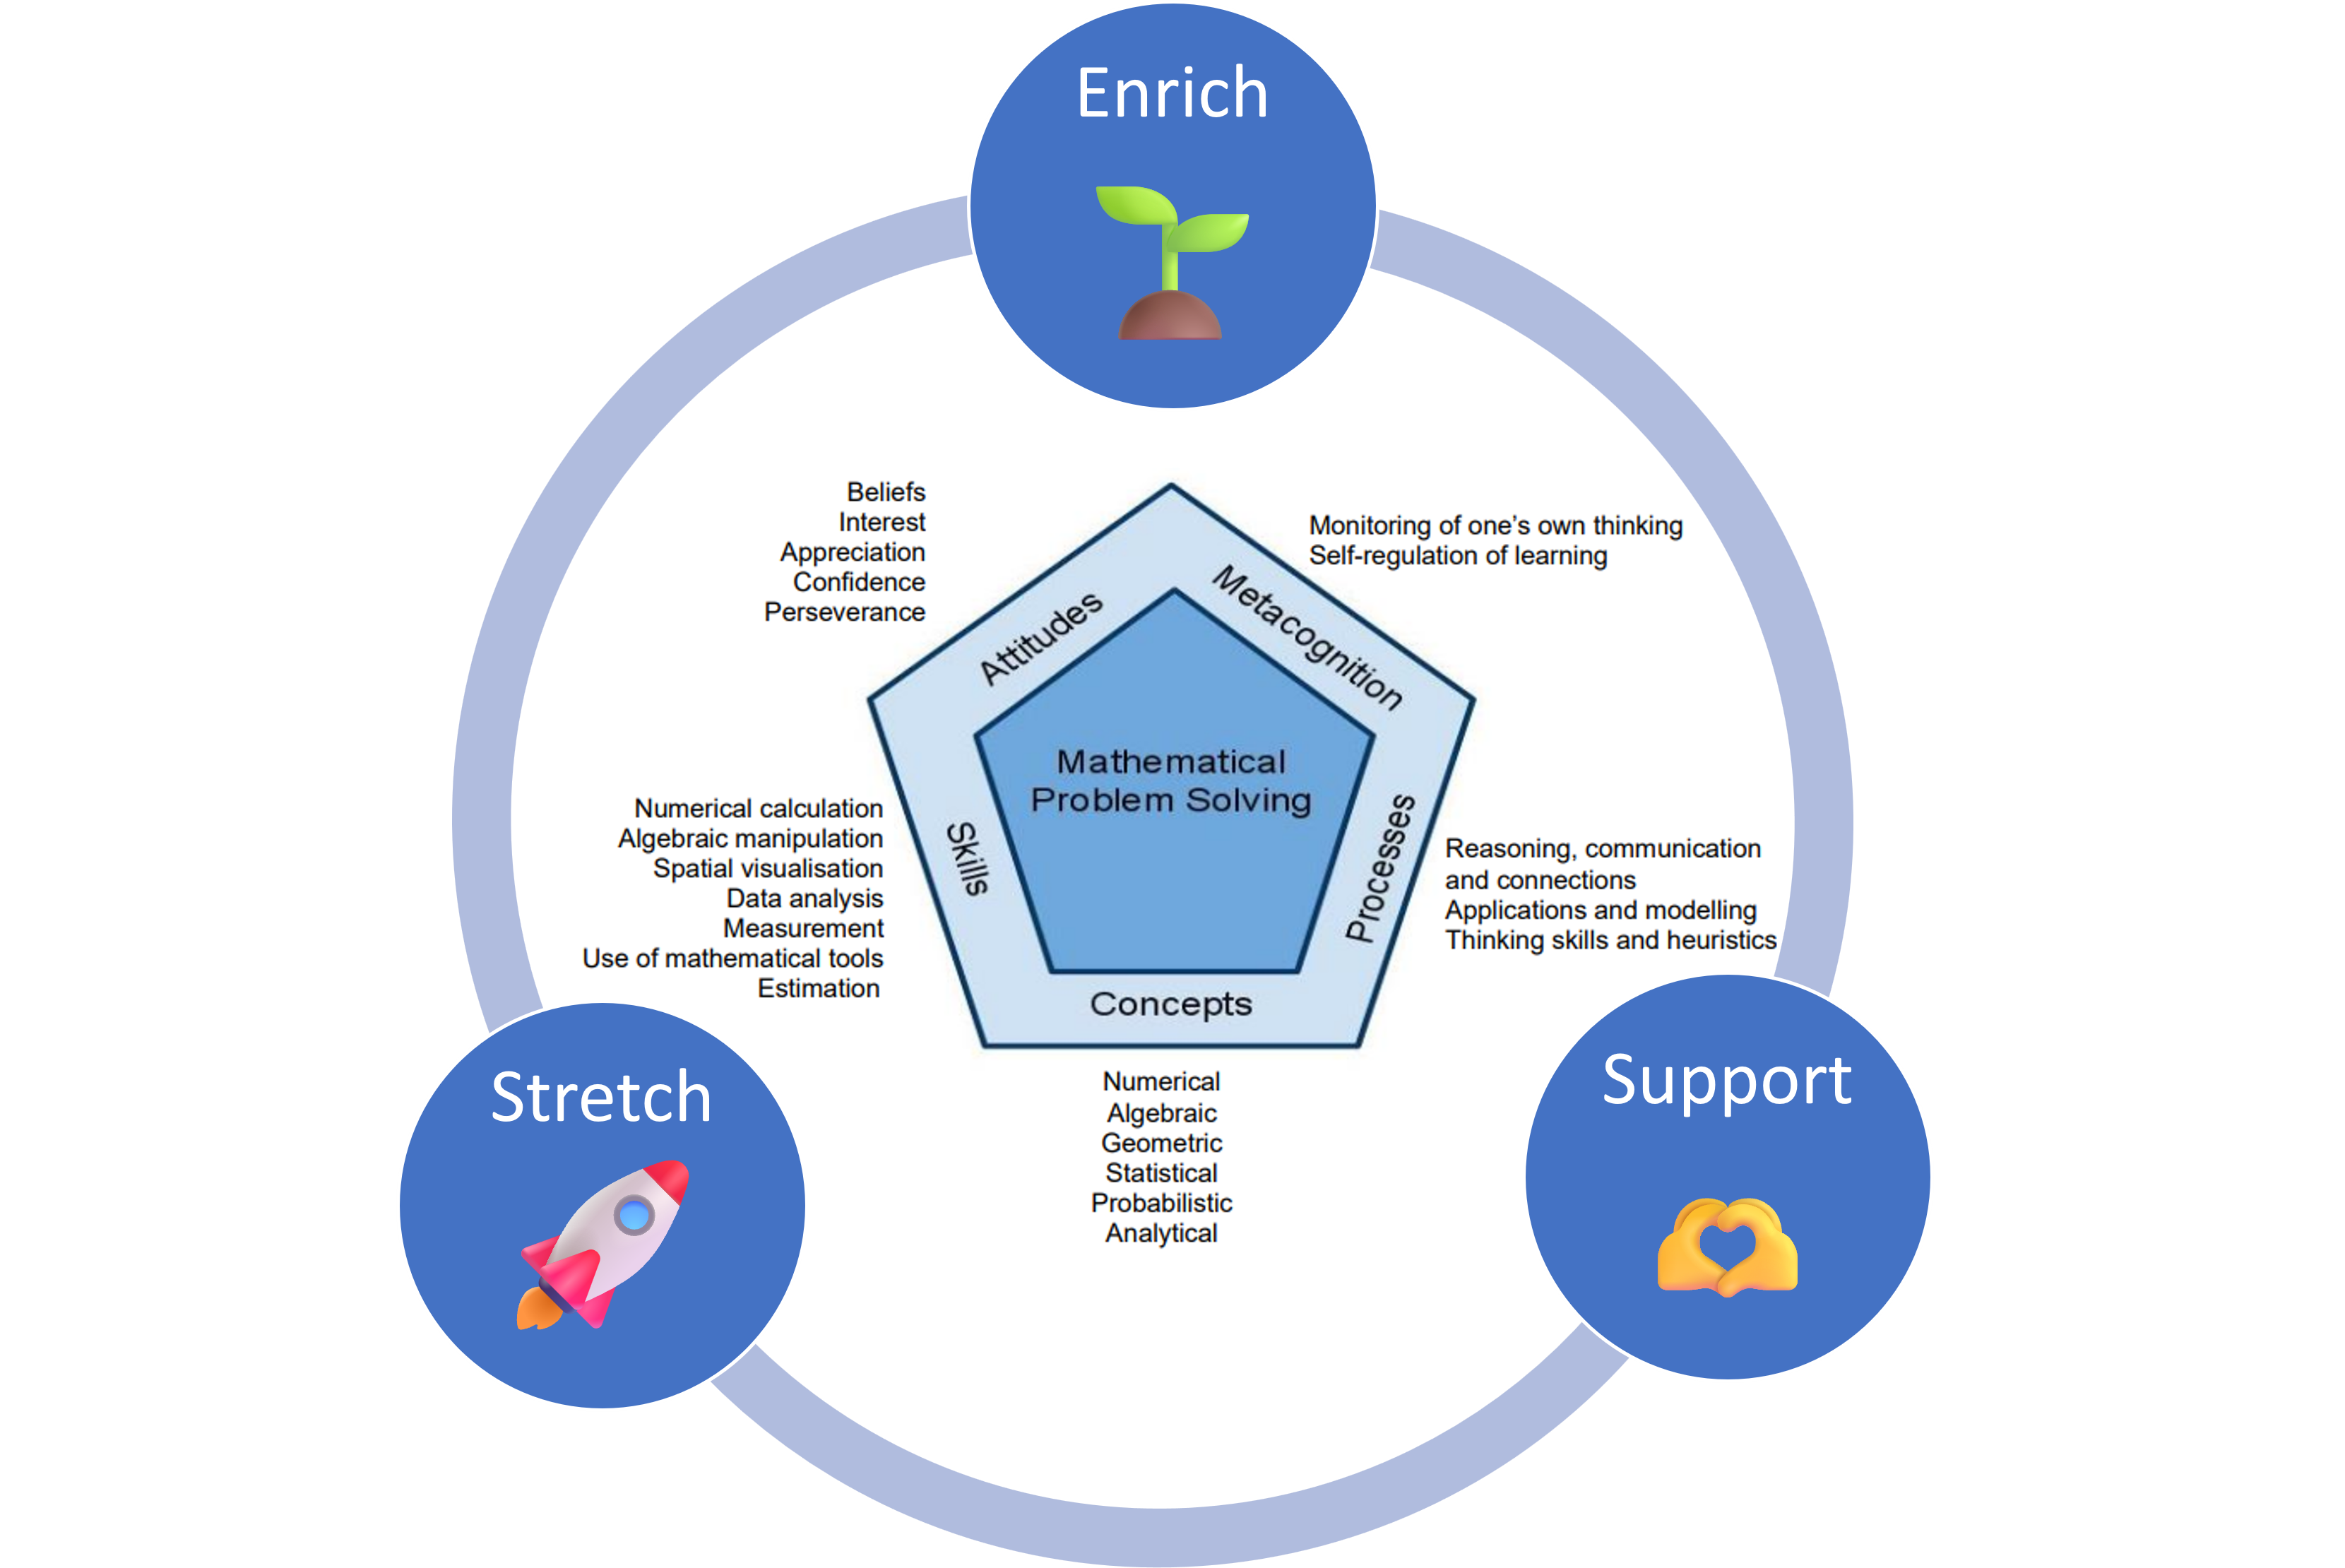 Enrich
Beliefs
Interest
Appreciation
Confidence
Perseverance
Monitoring of one's own thinking
Self-regulation of learning
Attitudes
Metacognition
Mathematical
Problem Solving
Skills
Processes
Concepts
Numerical calculation
Algebraic manipulation
Spatial visualisation
Data analysis
Measurement
Use of mathematical tools
Estimation
Reasoning, communication
and connections
Applications and modelling
Thinking skills and heuristics
Numerical
Algebraic
Geometric
Statistical
Probabilistic
Analytical
Stretch
Support